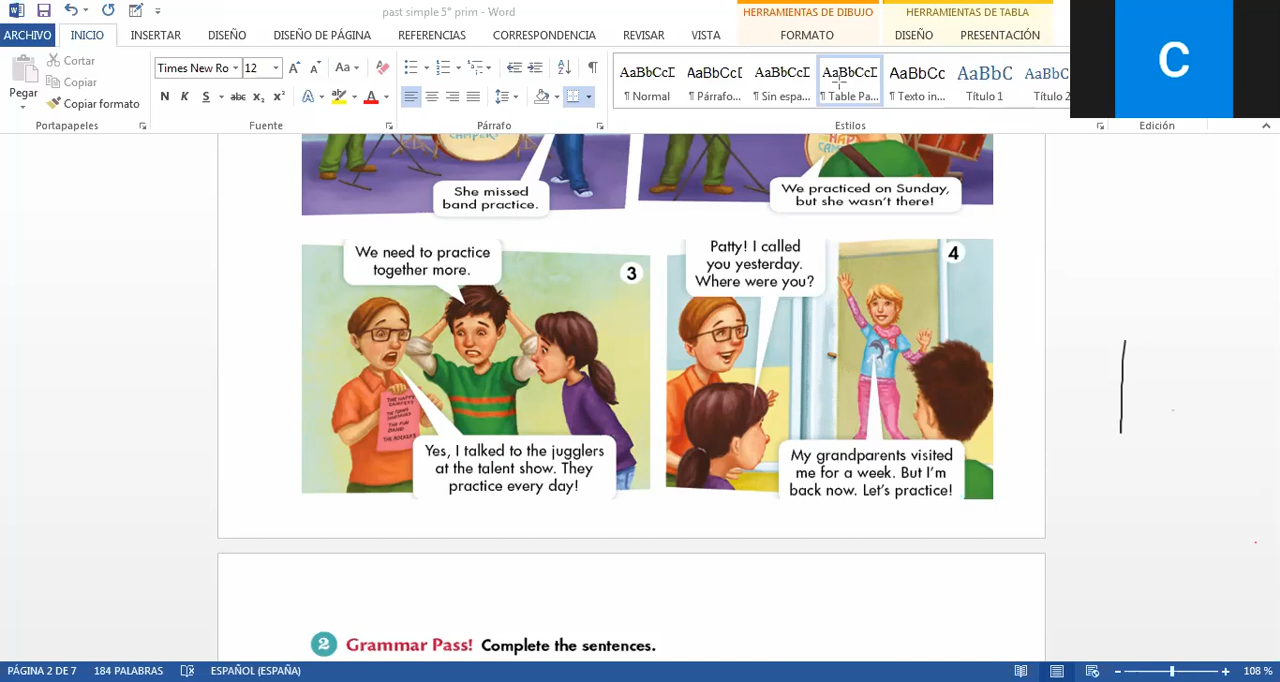 past simple 5° prim - Word
HERRAMIENTAS DE DIBUJO
HERRAMIENTAS DE TABLA
ARCHIVO
INICIO
INSERTAR
DISEÑO
DISEÑO DE PÁGINA
REFERENCIAS
CORRESPONDENCIA
REVISAR
VISTA
FORMATO
DISEÑO
PRESENTACIÓN
C
Pegar
Cortar
Copiar
Copiar formato
Portapapeles
Times New Ro
12
Aa
N K S abc x₂ x²
A
A
Fuente
Párrafo
AaBbCcI
¶ Normal
¶ Párrafo...
¶ Sin espa...
¶ Table Pa...
AaBbCc
¶ Texto in...
AaBbC
Título 1
Título 2
Estilos
Edición
CAMPERS
She missed
band practice.
We practiced on Sunday,
but she wasn't there!
We need to practice
together more.
3
Yes, I talked to the jugglers
at the talent show. They
practice every day!
Patty! I called
you yesterday.
Where were you?
4
My grandparents visited
me for a week. But I'm
back now. Let's practice!
2 Grammar Pass! Complete the sentences.
PÁGINA 2 DE 7
184 PALABRAS
ESPAÑOL (ESPAÑA)
108 %